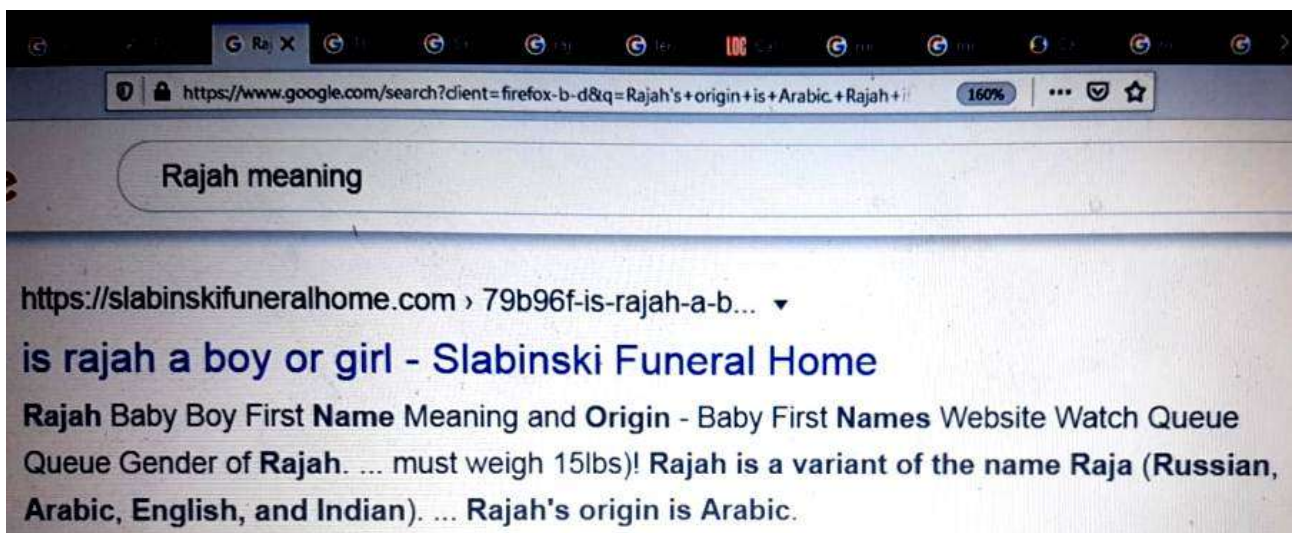 Raj
LOC
https://www.google.com/search?client=firefox-b-d&q=Rajah's+origin+is+Arabic.+Rajah+i
160%
Rajah meaning
https://slabinskifuneralhome.com › 79b96f-is-rajah-a-b...
is rajah a boy or girl - Slabinski Funeral Home
Rajah Baby Boy First Name Meaning and Origin - Baby First Names Website Watch Queue
Queue Gender of Rajah. ... must weigh 15lbs)! Rajah is a variant of the name Raja (Russian,
Arabic, English, and Indian). ... Rajah's origin is Arabic.